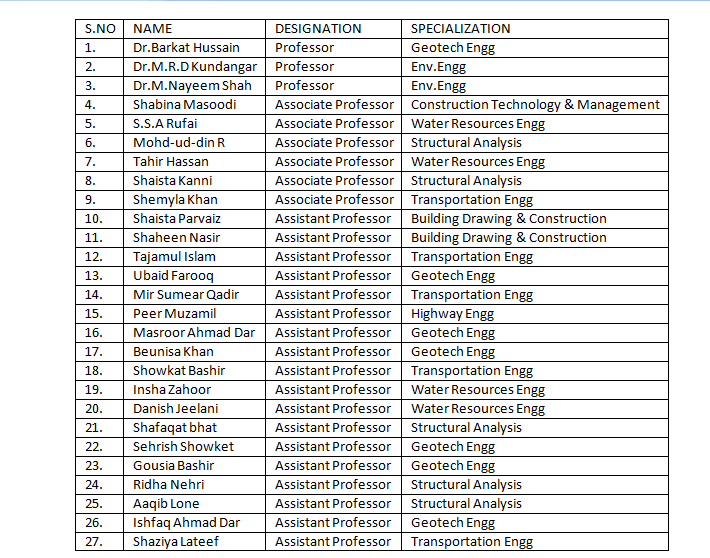 S.NO NAME DESIGNATION SPECIALIZATION
1. Dr.Barkat Hussain Professor Geotech Engg
2. Dr.M.R.D Kundangar Professor Env.Engg
3. Dr.M.Nayeem Shah Professor Env.Engg
4. Shabina Masoodi Associate Professor Construction Technology & Management
5. S.S.A Rufai Associate Professor Water Resources Engg
6. Mohd-ud-din R Associate Professor Structural Analysis
7. Tahir Hassan Associate Professor Water Resources Engg
8. Shaista Kanni Associate Professor Structural Analysis
9. Shemyla Khan Associate Professor Transportation Engg
10. Shaista Parvaiz Assistant Professor Building Drawing & Construction
11. Shaheen Nasir Assistant Professor Building Drawing & Construction
12. Tajamul Islam Assistant Professor Transportation Engg
13. Ubaid Farooq Assistant Professor Geotech Engg
14. Mir Sumear Qadir Assistant Professor Transportation Engg
15. Peer Muzamil Assistant Professor Highway Engg
16. Masroor Ahmad Dar Assistant Professor Geotech Engg
17. Beunisa Khan Assistant Professor Geotech Engg
18. Showkat Bashir Assistant Professor Transportation Engg
19. Insha Zahoor Assistant Professor Water Resources Engg
20. Danish Jeelani Assistant Professor Water Resources Engg
21. Shafaqat bhat Assistant Professor Structural Analysis
22. Sehrish Showket Assistant Professor Geotech Engg
23. Gousia Bashir Assistant Professor Geotech Engg
24. Ridha Nehri Assistant Professor Structural Analysis
25. Aaqib Lone Assistant Professor Structural Analysis
26. Ishfaq Ahmad Dar Assistant Professor Geotech Engg
27. Shaziya Lateef Assistant Professor Transportation Engg